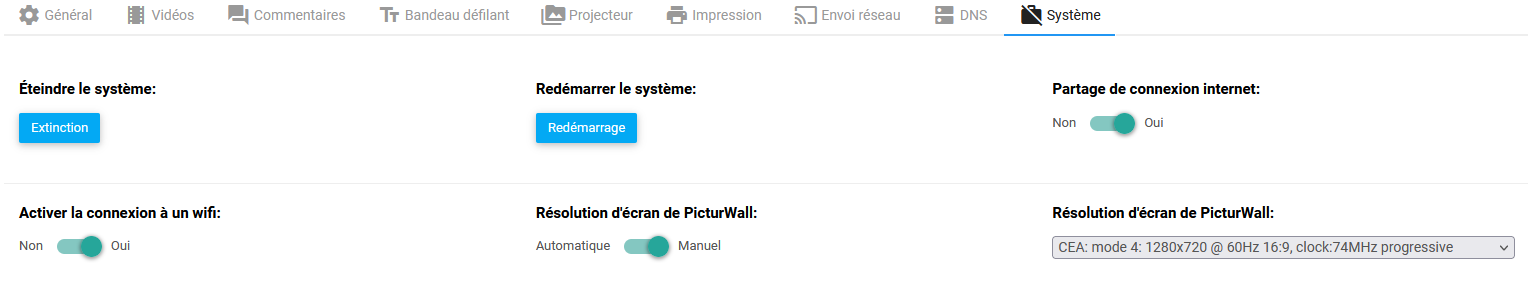 Général Vidéos Commentaires Bandeau défilant Projecteur Impression Envoi réseau DNS Système
Éteindre le système: Redémarrer le système: Partage de connexion internet:
Extinction Redémarrage Non Oui
Activer la connexion à un wifi: Résolution d'écran de PicturWall: Résolution d'écran de PicturWall:
Non Oui Automatique Manuel CEA: mode 4: 1280x720 @ 60Hz 16:9, clock:74MHz progressive